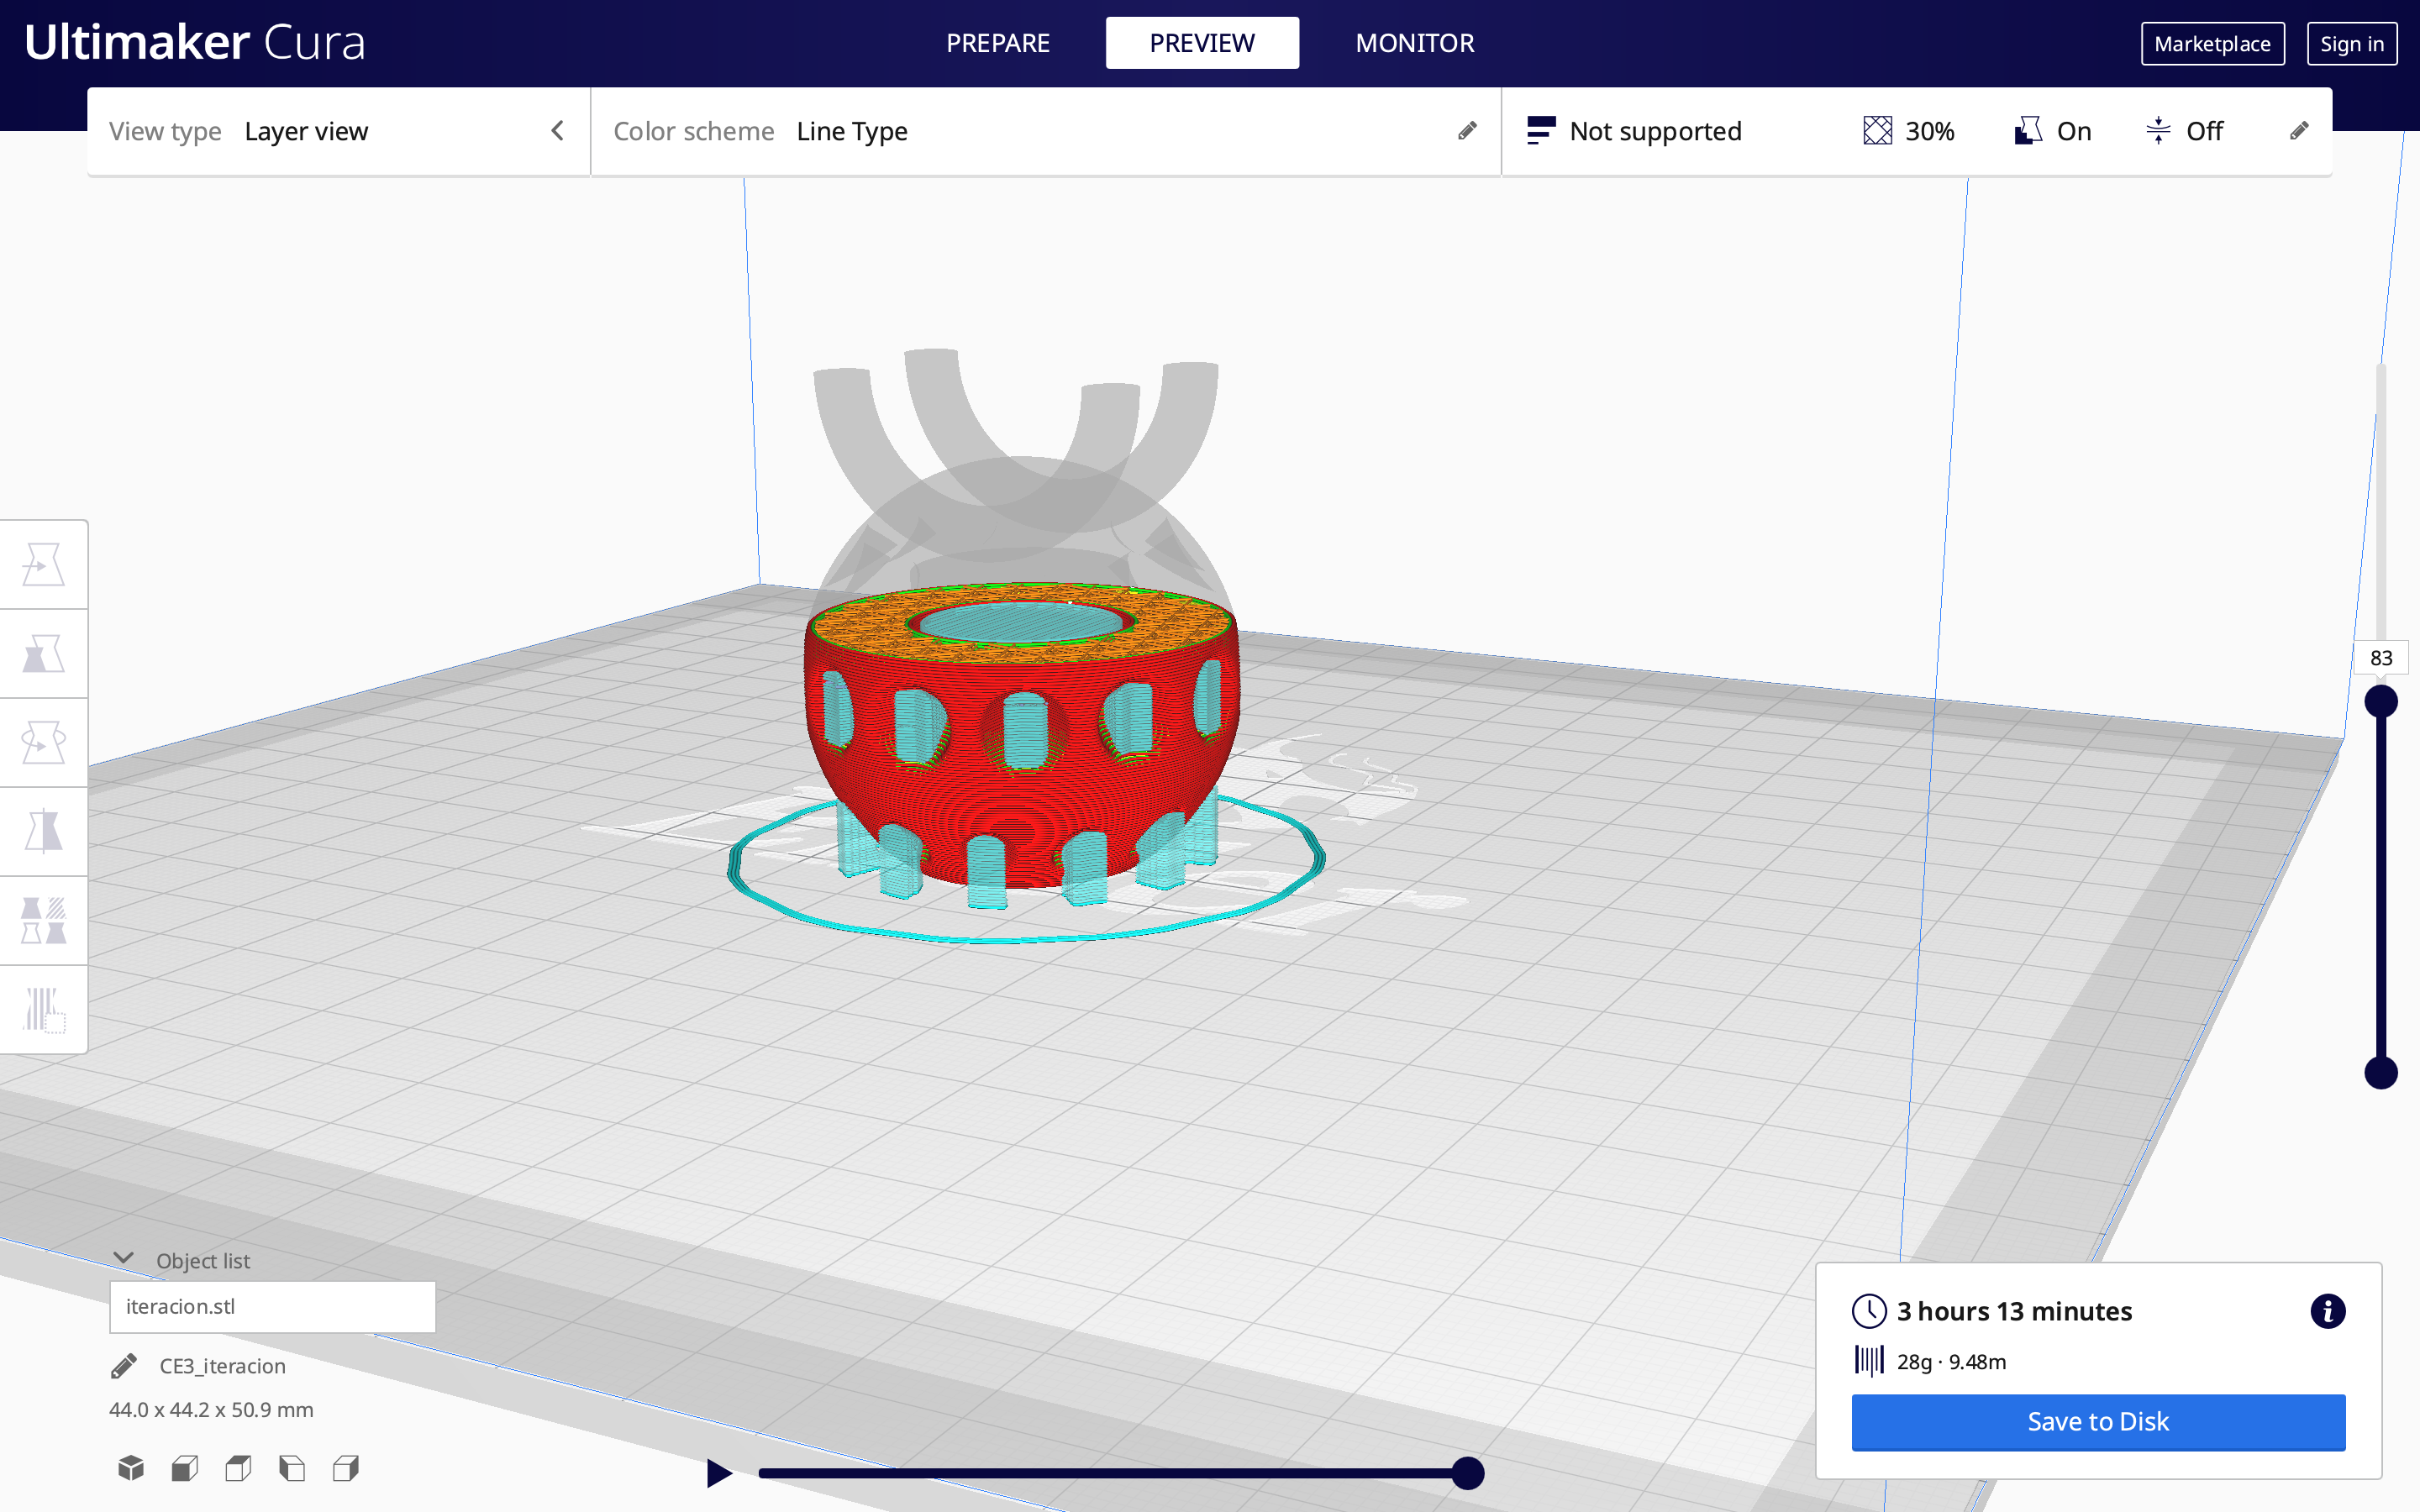 Ultimaker Cura
PREPARE
PREVIEW
MONITOR
Marketplace
Sign in
View type Layer view
Color scheme Line Type
Not supported
30%
On
Off
83
Object list
iteracion.stl
CE3_iteracion
44.0 x 44.2 x 50.9 mm
3 hours 13 minutes
i
28g · 9.48m
Save to Disk